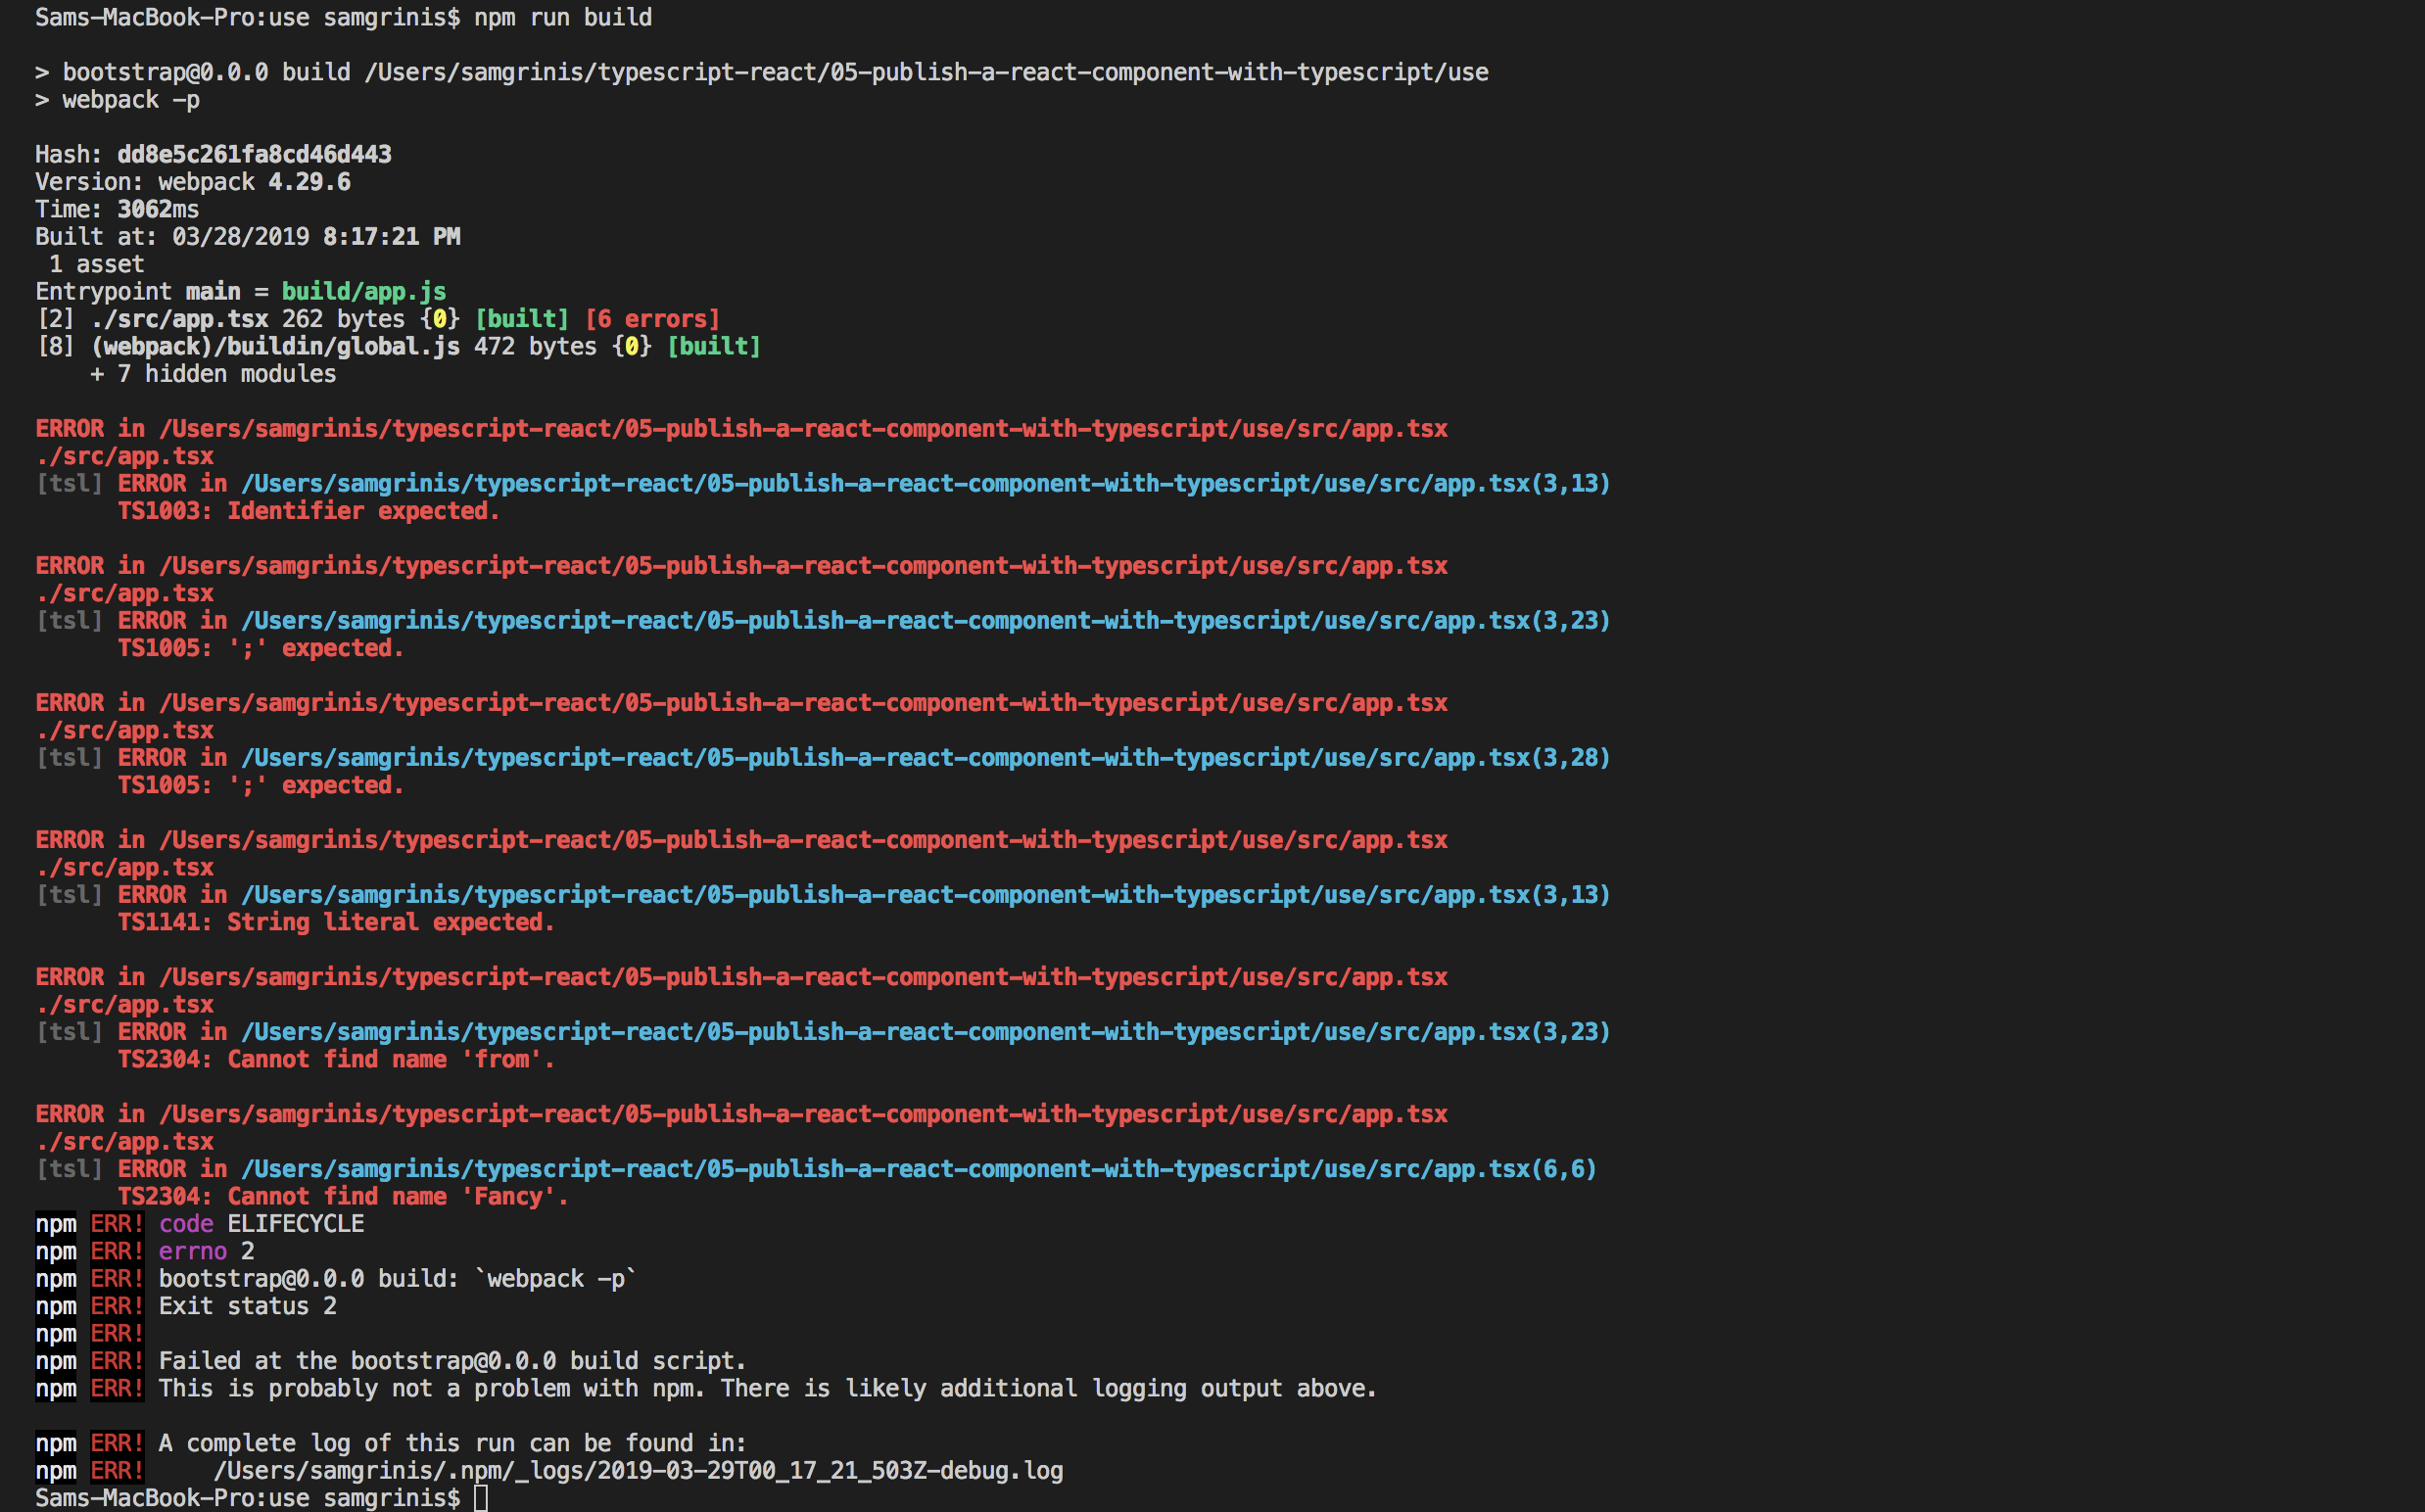 Sams-MacBook-Pro:use samgrinis$ npm run build
> bootstrap@0.0.0 build /Users/samgrinis/typescript-react/05-publish-a-react-component-with-typescript/use
> webpack -p
Hash: dd8e5c261fa8cd46d443
Version: webpack 4.29.6
Time: 3062ms
Built at: 03/28/2019 8:17:21 PM
1 asset
Entrypoint main = build/app.js
[2] ./src/app.tsx 262 bytes {0} [built] [6 errors]
[8] (webpack)/buildin/global.js 472 bytes {0} [built]
+ 7 hidden modules
ERROR in /Users/samgrinis/typescript-react/05-publish-a-react-component-with-typescript/use/src/app.tsx
./src/app.tsx
[tsl] ERROR in /Users/samgrinis/typescript-react/05-publish-a-react-component-with-typescript/use/src/app.tsx(3,13)
TS1003: Identifier expected.
ERROR in /Users/samgrinis/typescript-react/05-publish-a-react-component-with-typescript/use/src/app.tsx
./src/app.tsx
[tsl] ERROR in /Users/samgrinis/typescript-react/05-publish-a-react-component-with-typescript/use/src/app.tsx(3,23)
TS1005: ';' expected.
ERROR in /Users/samgrinis/typescript-react/05-publish-a-react-component-with-typescript/use/src/app.tsx
./src/app.tsx
[tsl] ERROR in /Users/samgrinis/typescript-react/05-publish-a-react-component-with-typescript/use/src/app.tsx(3,28)
TS1005: ';' expected.
ERROR in /Users/samgrinis/typescript-react/05-publish-a-react-component-with-typescript/use/src/app.tsx
./src/app.tsx
[tsl] ERROR in /Users/samgrinis/typescript-react/05-publish-a-react-component-with-typescript/use/src/app.tsx(3,13)
TS1141: String literal expected.
ERROR in /Users/samgrinis/typescript-react/05-publish-a-react-component-with-typescript/use/src/app.tsx
./src/app.tsx
[tsl] ERROR in /Users/samgrinis/typescript-react/05-publish-a-react-component-with-typescript/use/src/app.tsx(3,23)
TS2304: Cannot find name 'from'.
ERROR in /Users/samgrinis/typescript-react/05-publish-a-react-component-with-typescript/use/src/app.tsx
./src/app.tsx
[tsl] ERROR in /Users/samgrinis/typescript-react/05-publish-a-react-component-with-typescript/use/src/app.tsx(6,6)
TS2304: Cannot find name 'Fancy'.
npm ERR! code ELIFECYCLE
npm ERR! errno 2
npm ERR! bootstrap@0.0.0 build: `webpack -p`
npm ERR! Exit status 2
npm ERR!
npm ERR! Failed at the bootstrap@0.0.0 build script.
npm ERR! This is probably not a problem with npm. There is likely additional logging output above.
npm ERR! A complete log of this run can be found in:
npm ERR! /Users/samgrinis/.npm/_logs/2019-03-29T00_17_21_503Z-debug.log
Sams-MacBook-Pro:use samgrinis$